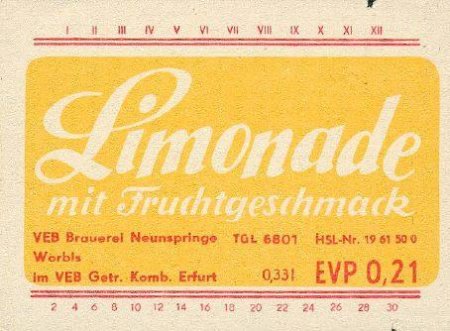 I II III IV V VI VII VIII IX X XI XII
Limonade
mit Fruchtgeschmack
VEB Brauerei Neunspringe TGL 6801 HSL-Nr. 19 61 50 0
Worbis
im VEB Getr. Komb. Erfurt 0,33l EVP 0,21
2 4 6 8 10 12 14 16 18 20 22 24 26 28 30